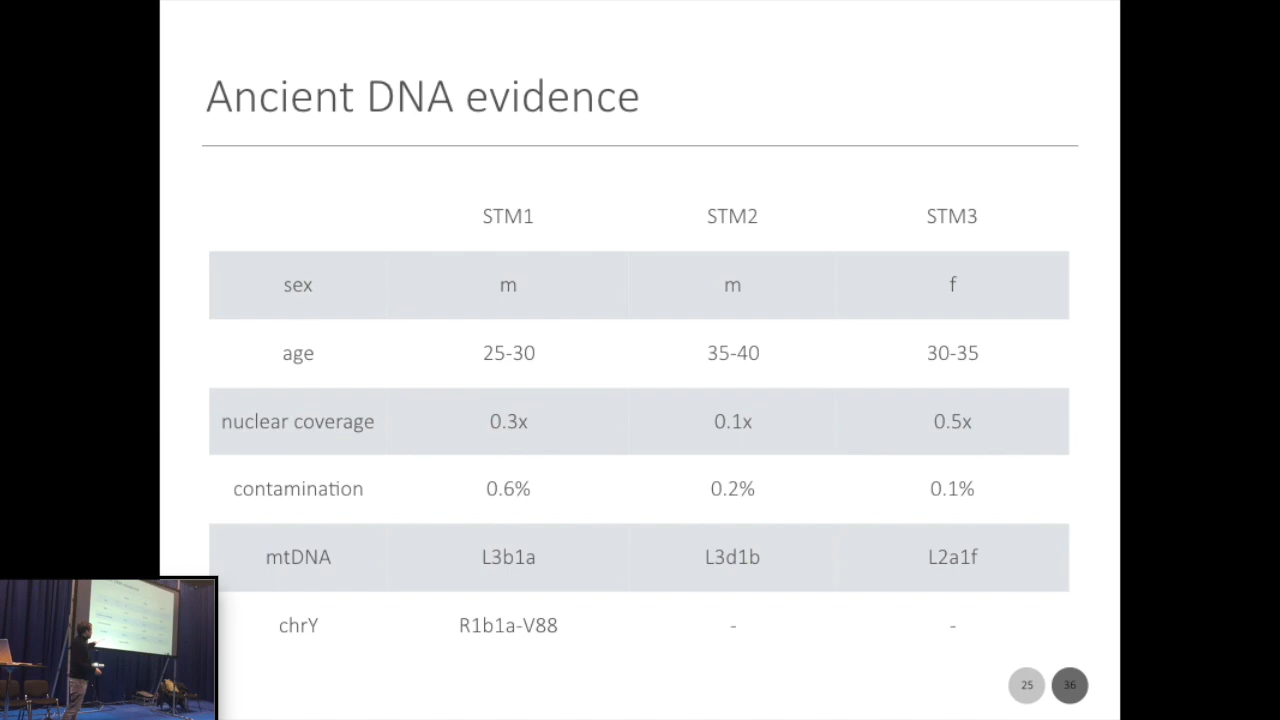 Ancient DNA evidence
STM1 STM2 STM3
sex m m f
age 25-30 35-40 30-35
nuclear coverage 0.3x 0.1x 0.5x
contamination 0.6% 0.2% 0.1%
mtDNA L3b1a L3d1b L2a1f
chrY R1b1a-V88 - -
25 36